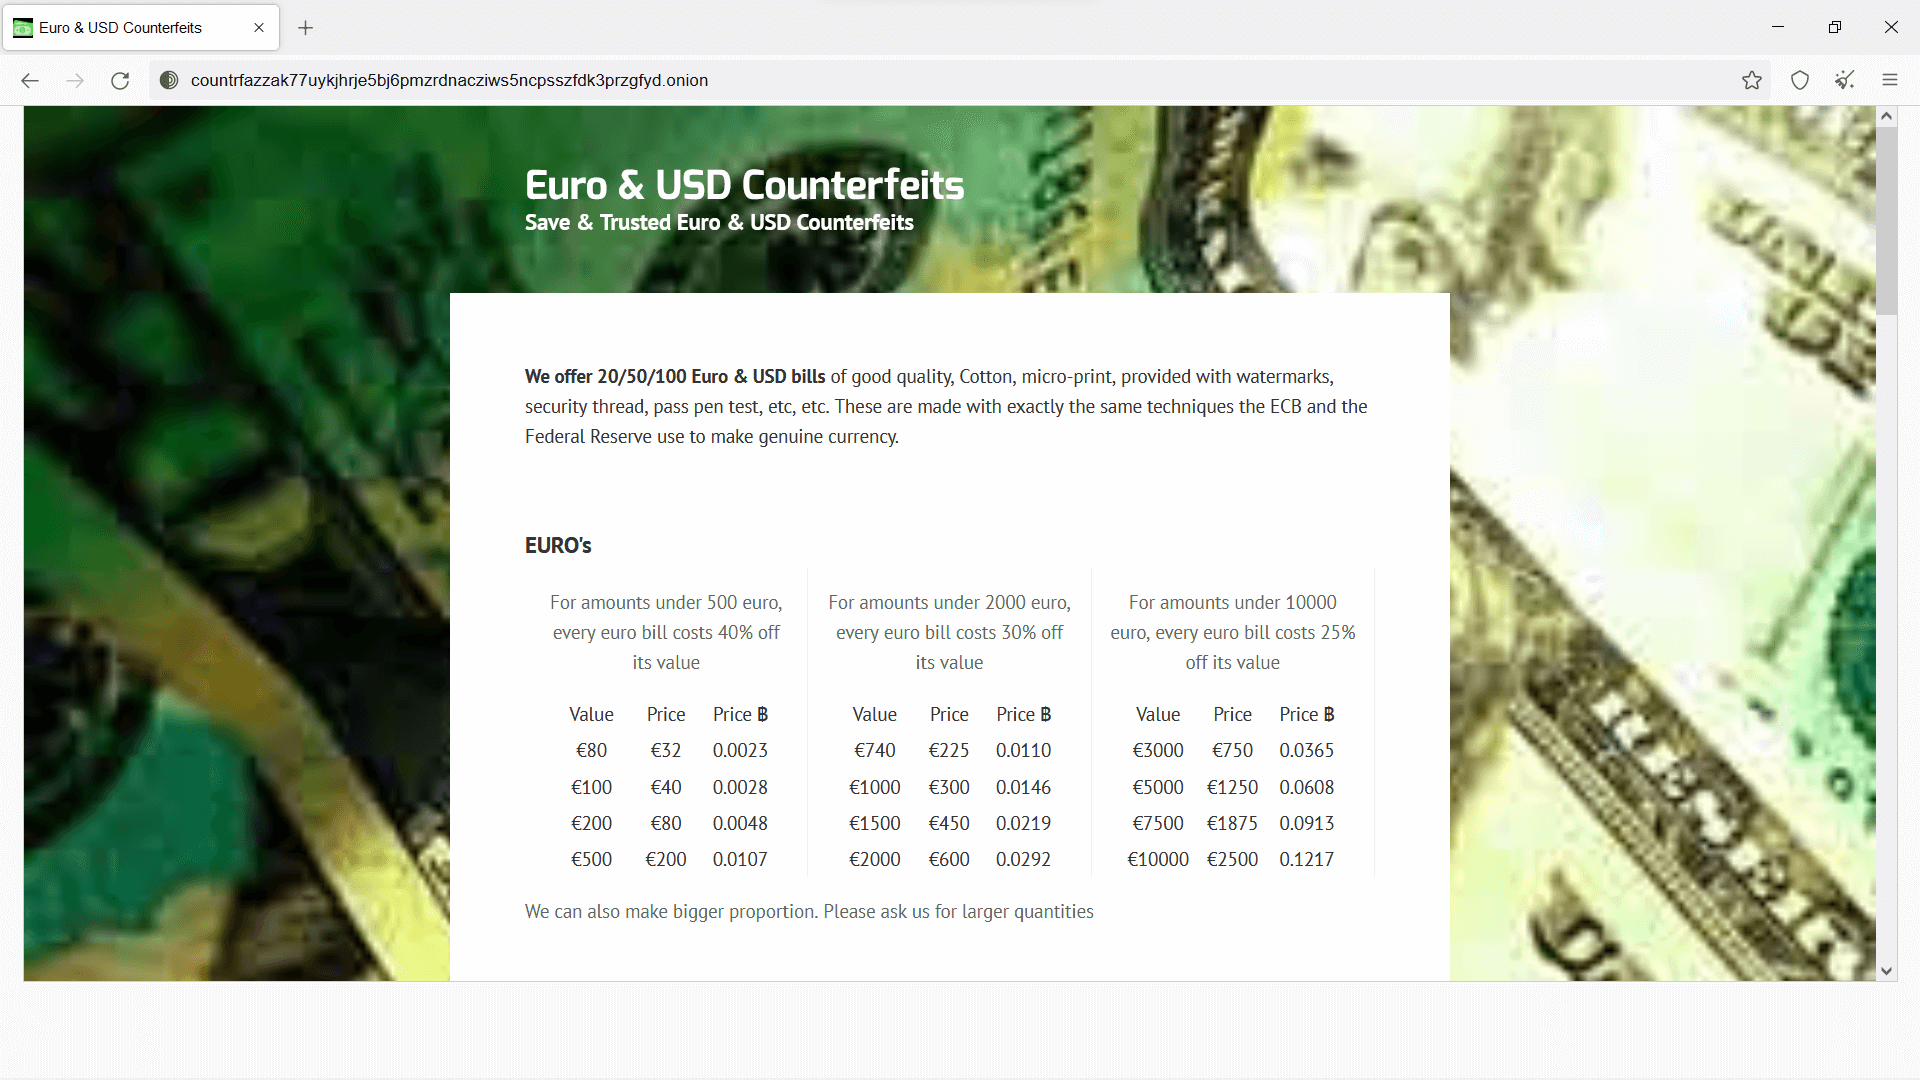 Euro & USD Counterfeits
countrfazzak77uykjhrje5bj6pmzrdnacziws5ncpsszfdk3przgfyd.onion
Euro & USD Counterfeits
Save & Trusted Euro & USD Counterfeits
We offer 20/50/100 Euro & USD bills of good quality, Cotton, micro-print, provided with watermarks,
security thread, pass pen test, etc, etc. These are made with exactly the same techniques the ECB and the
Federal Reserve use to make genuine currency.
EURO's
For amounts under 500 euro,
every euro bill costs 40% off
its value
Value Price Price ฿
€80 €32 0.0023
€100 €40 0.0028
€200 €80 0.0048
€500 €200 0.0107
For amounts under 2000 euro,
every euro bill costs 30% off
its value
Value Price Price ฿
€740 €225 0.0110
€1000 €300 0.0146
€1500 €450 0.0219
€2000 €600 0.0292
For amounts under 10000
euro, every euro bill costs 25%
off its value
Value Price Price ฿
€3000 €750 0.0365
€5000 €1250 0.0608
€7500 €1875 0.0913
€10000 €2500 0.1217
We can also make bigger proportion. Please ask us for larger quantities